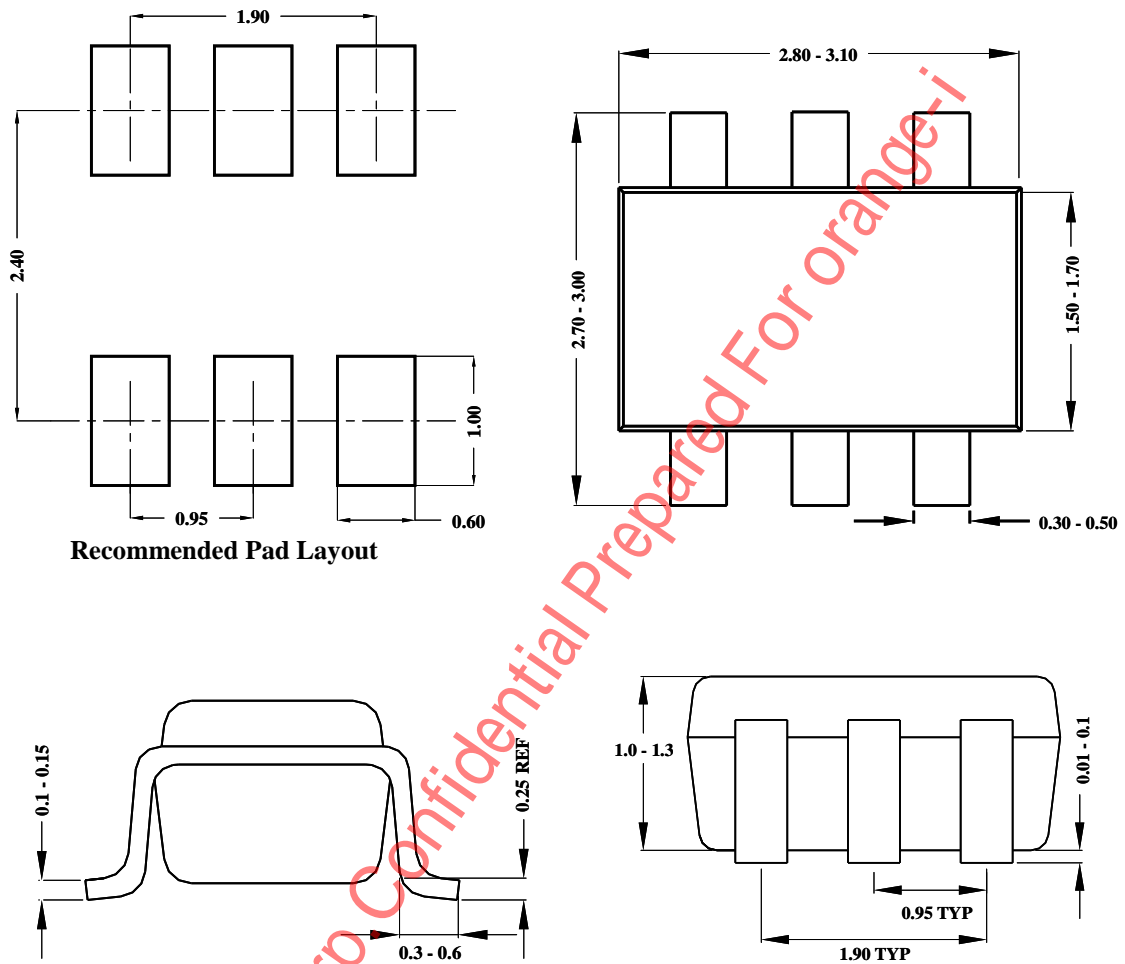 1.90
2.40
1.00
0.95
0.60
Recommended Pad Layout
2.80 - 3.10
2.70 - 3.00
1.50 - 1.70
0.30 - 0.50
0.1 - 0.15
0.25 REF
0.3 - 0.6
1.0 - 1.3
0.01 - 0.1
0.95 TYP
1.90 TYP
Confidential Prepared For orange-i